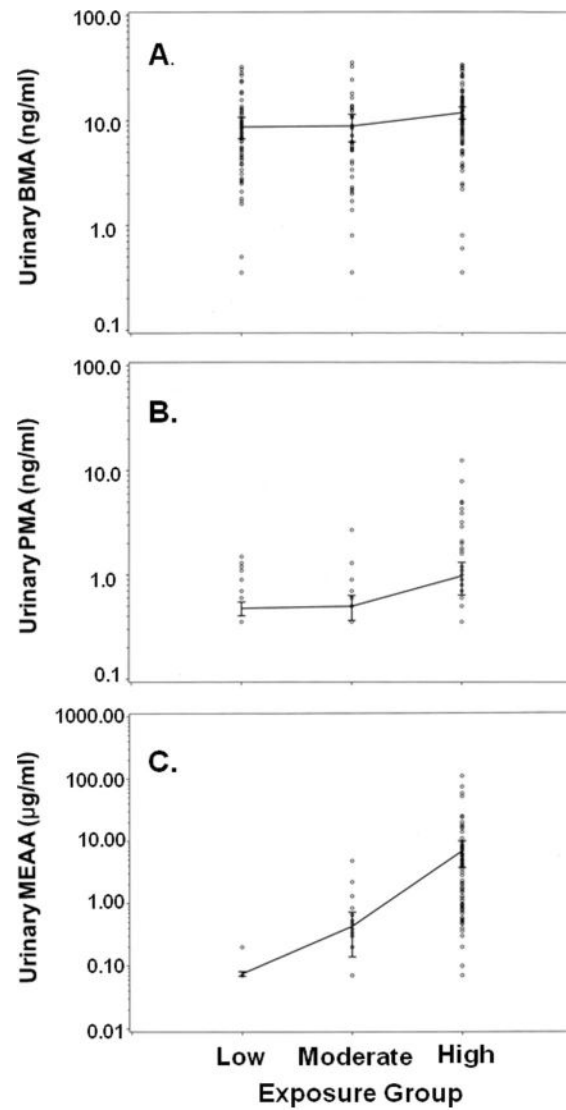 Urinary BMA (ng/ml)
A.
100.0
10.0
1.0
0.1
Urinary PMA (ng/ml)
B.
100.0
10.0
1.0
0.1
Urinary MEAA (µg/ml)
C.
1000.00
100.00
10.00
1.00
0.10
0.01
Low Moderate High
Exposure Group